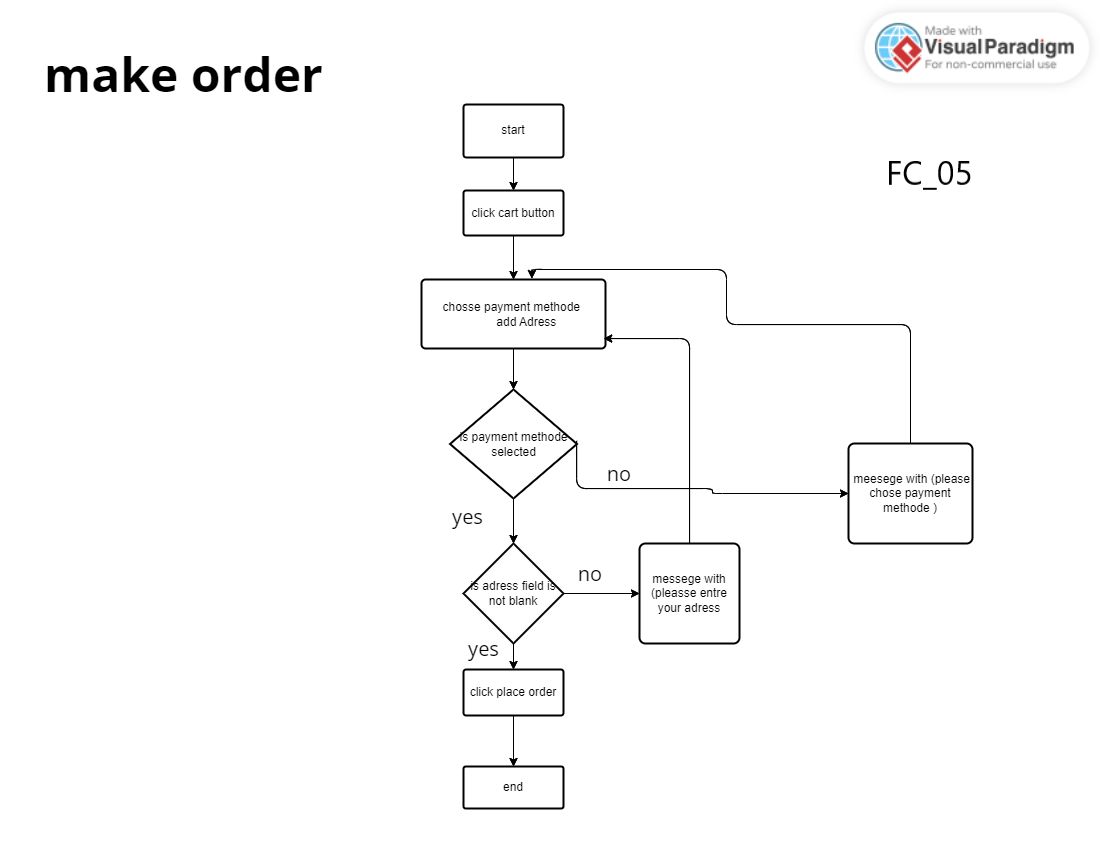 make order
Made with
Visual Paradigm
For non-commercial use
start
FC_05
click cart button
chosse payment methode
add Adress
is payment methode
selected
no
meesege with (please
chose payment
methode )
yes
is adress field is
not blank
no
messege with
(pleasse entre
your adress
yes
click place order
end